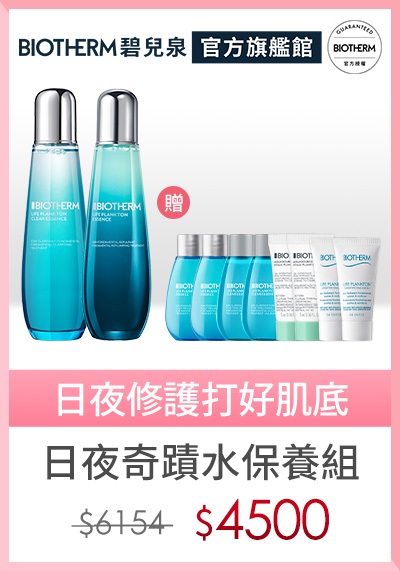 BIOTHERM碧兒泉 官方旗艦館
GUARANTEED
BIOTHERM
官方授權
BIOTHERM
LIFE PLANKTON
CLEAR ESSENCE
BIOTHERM
LIFE PLANKTON
ESSENCE
贈
BIOTHERM
日夜修護打好肌底
日夜奇蹟水保養組
$6154 $4500